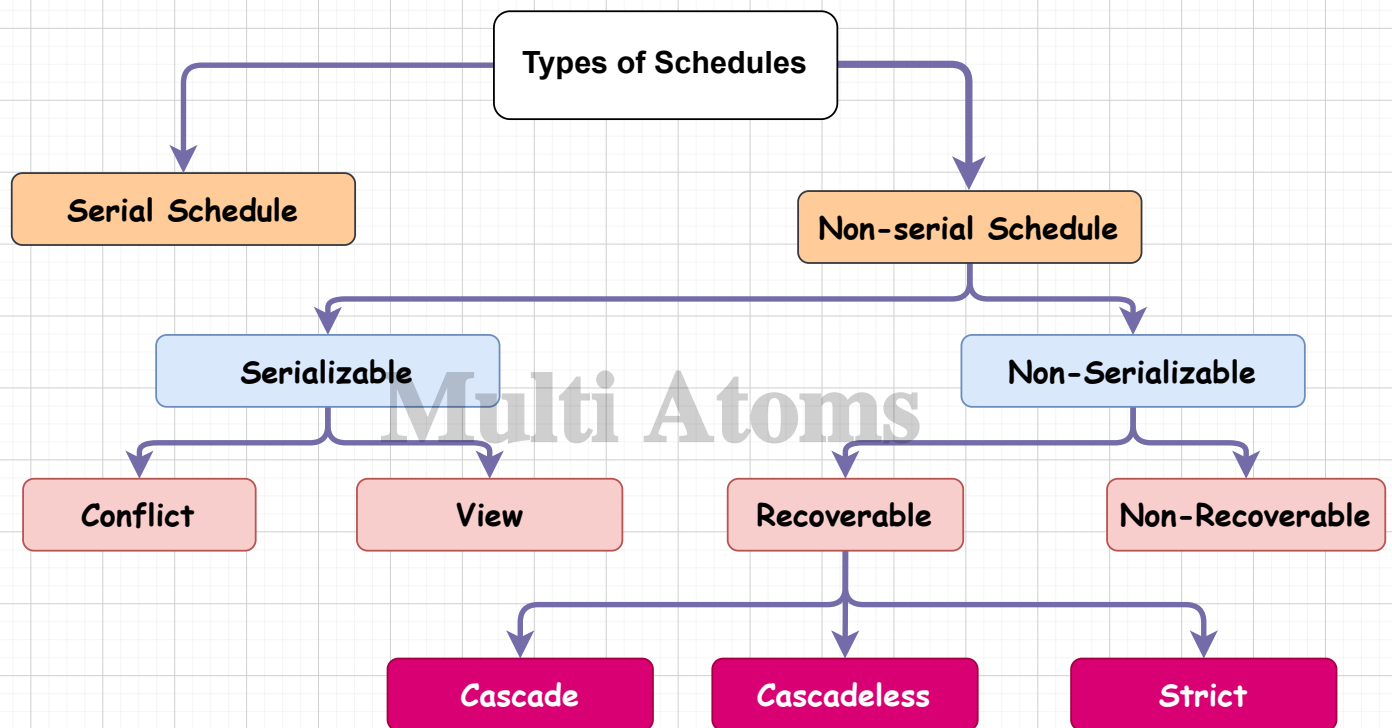 Types of Schedules
Serial Schedule
Non-serial Schedule
Serializable
Non-Serializable
Multi Atoms
Conflict
View
Recoverable
Non-Recoverable
Cascade
Cascadeless
Strict